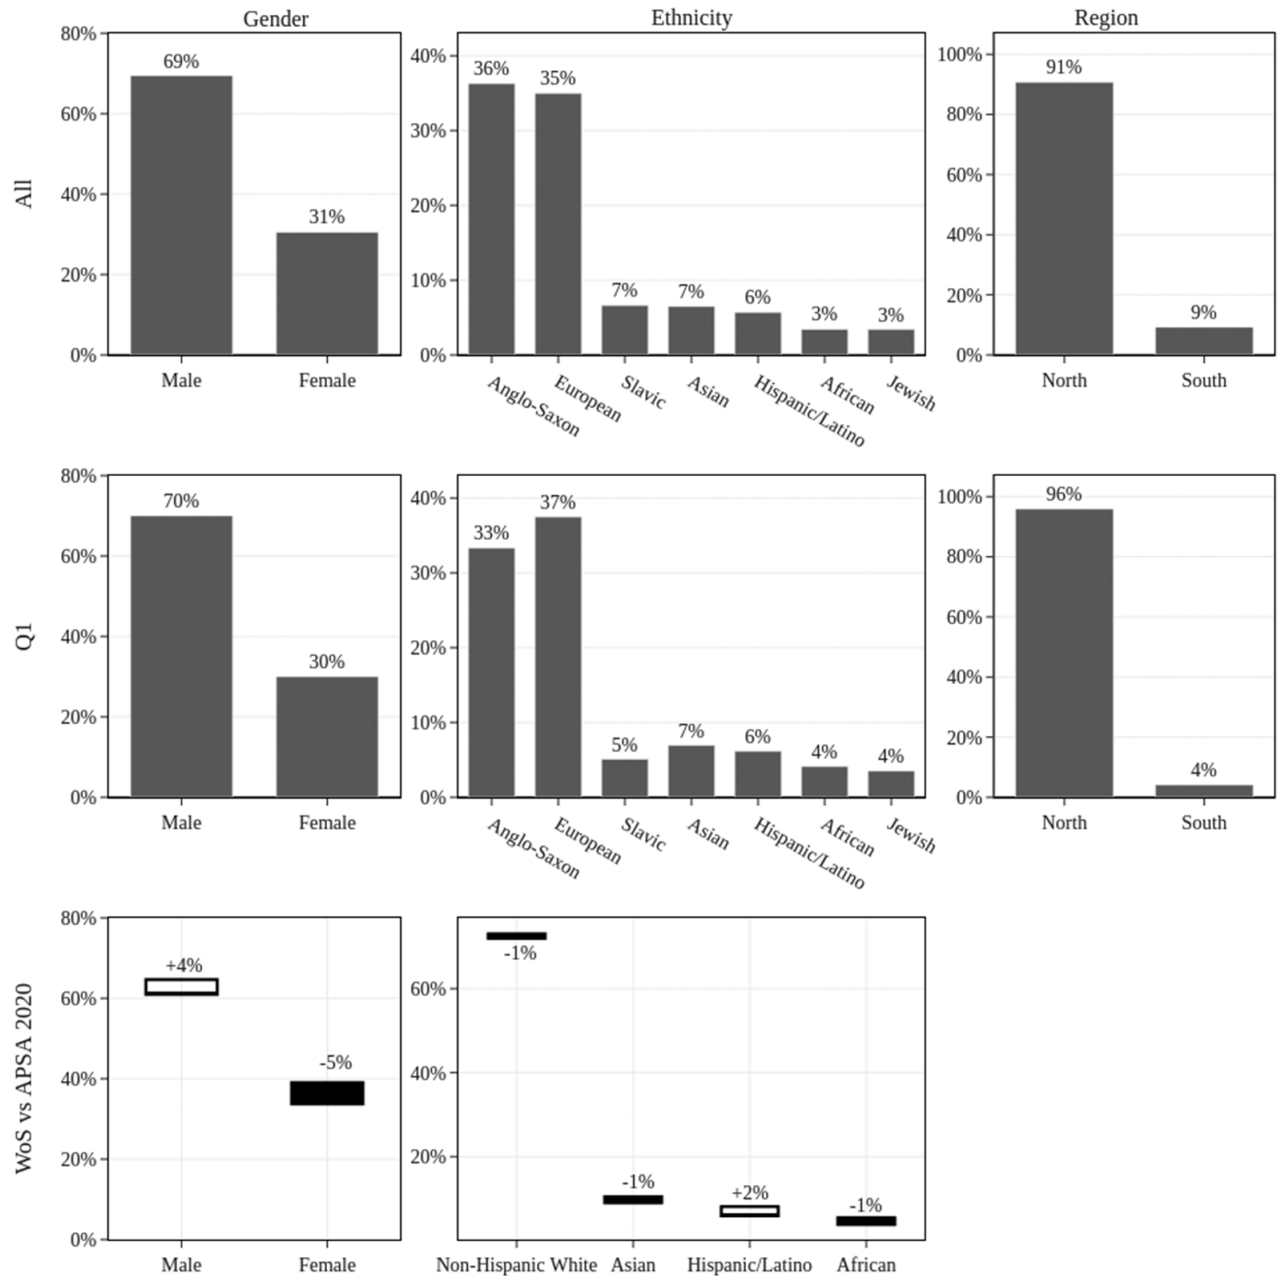 Gender Ethnicity Region
All
80%
60%
40%
20%
0%
69%
31%
Male Female
40%
30%
20%
10%
0%
36%
35%
7%
7%
6%
3%
3%
Anglo-Saxon
European
Slavic
Asian
Hispanic/Latino
African
Jewish
100%
80%
60%
40%
20%
0%
91%
9%
North South
Q1
80%
60%
40%
20%
0%
70%
30%
Male Female
40%
30%
20%
10%
0%
33%
37%
5%
7%
6%
4%
4%
Anglo-Saxon
European
Slavic
Asian
Hispanic/Latino
African
Jewish
100%
80%
60%
40%
20%
0%
96%
4%
North South
WoS vs APSA 2020
80%
60%
40%
20%
0%
+4%
-5%
Male Female
60%
40%
20%
-1%
-1%
+2%
-1%
Non-Hispanic White Asian Hispanic/Latino African